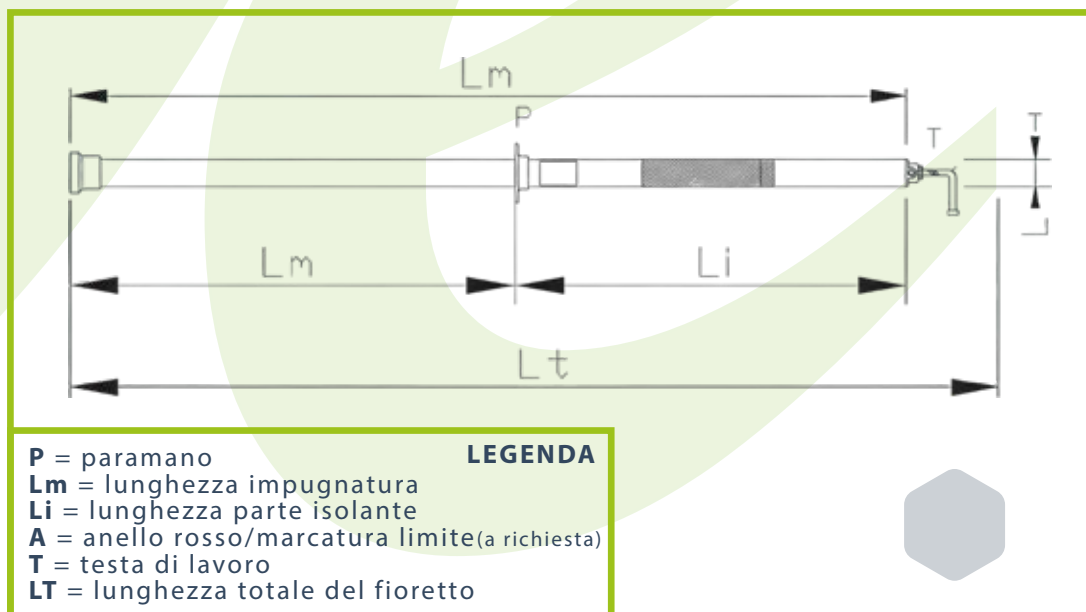 Lm
P
T
T
Li
Lm
Li
Lt
LEGENDA
P = paramano
Lm = lunghezza impugnatura
Li = lunghezza parte isolante
A = anello rosso/marcatura limite(a richiesta)
T = testa di lavoro
LT = lunghezza totale del fioretto